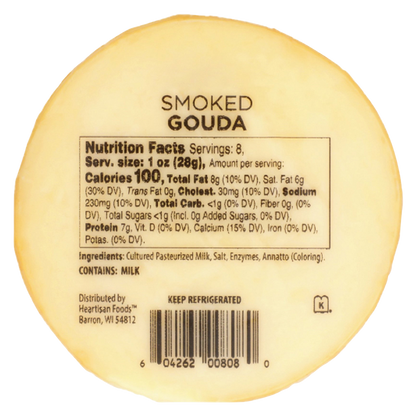 SMOKED
GOUDA
Nutrition Facts Servings: 8,
Serv. size: 1 oz (28g), Amount per serving:
Calories 100, Total Fat 8g (10% DV), Sat. Fat 6g
(30% DV), Trans Fat 0g, Cholest. 30mg (10% DV), Sodium
230mg (10% DV), Total Carb. <1g (0% DV), Fiber 0g, (0%
DV), Total Sugars <1g (Incl. 0g Added Sugars, 0% DV),
Protein 7g, Vit. D (0% DV), Calcium (15% DV), Iron (0% DV),
Potas. (0% DV).
Ingredients: Cultured Pasteurized Milk, Salt, Enzymes, Annatto (Coloring).
CONTAINS: MILK
Distributed by
Heartisan Foods™
Barron, WI 54812
KEEP REFRIGERATED
K
6 04262 00808 0